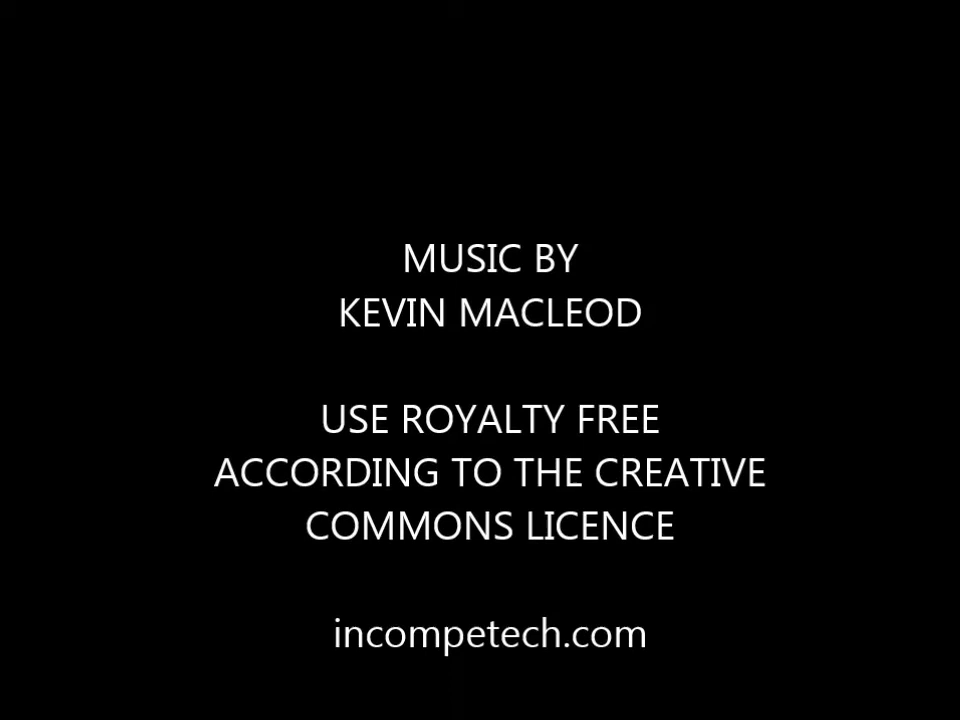 MUSIC BY
KEVIN MACLEOD
USE ROYALTY FREE
ACCORDING TO THE CREATIVE
COMMONS LICENCE
incompetech.com